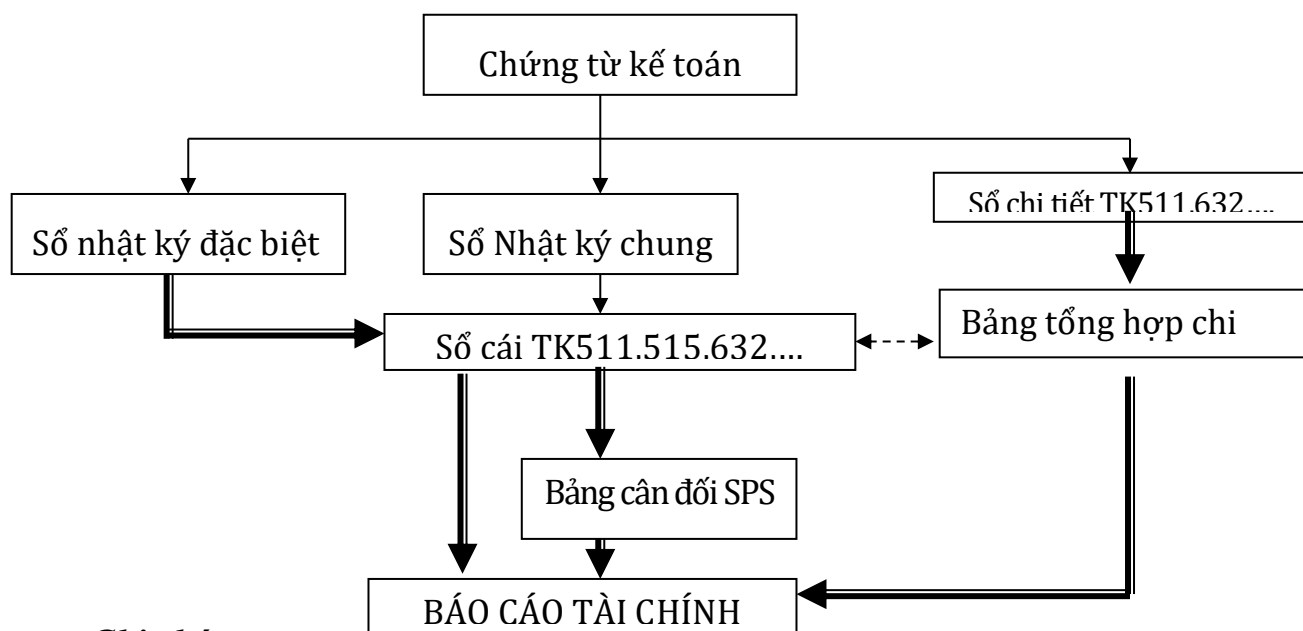 Chứng từ kế toán
Sổ nhật ký đặc biệt
Sổ Nhật ký chung
Sổ chi tiết TK511.632….
Sổ cái TK511.515.632….
Bảng tổng hợp chi
Bảng cân đối SPS
BÁO CÁO TÀI CHÍNH